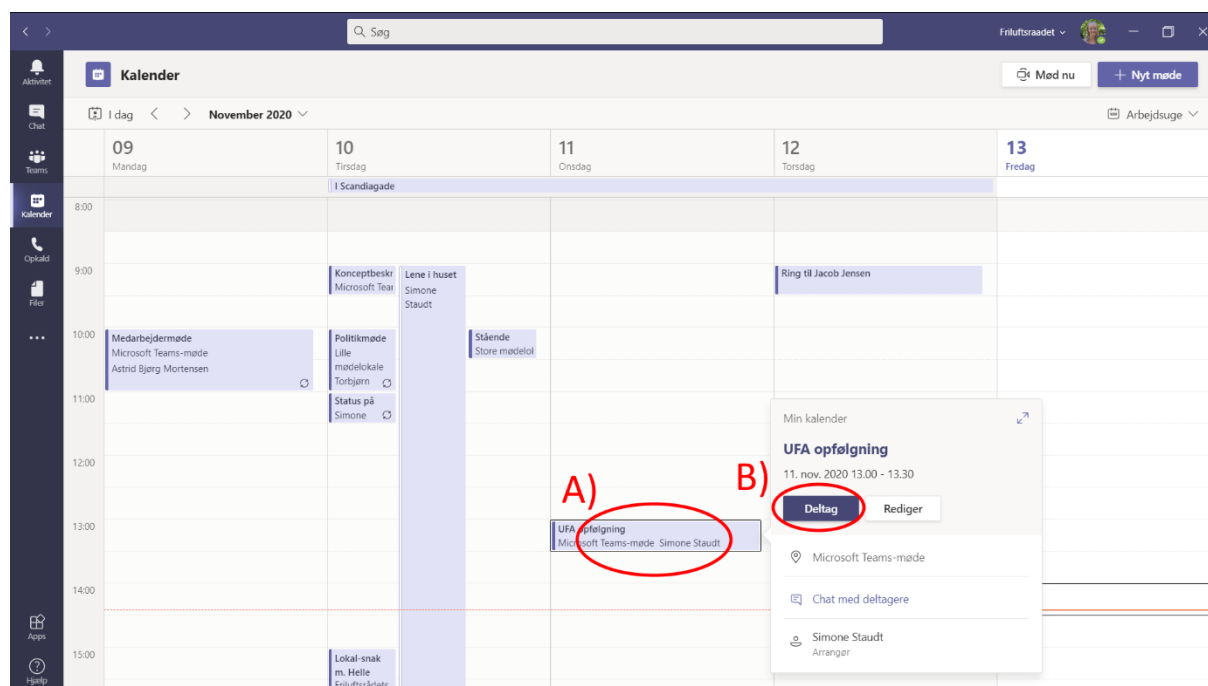 Søg
Friluftsraadet
Aktivitet
Chat
Teams
Kalender
Opkald
Filer
Apps
Hjælp
Kalender
Mød nu
+ Nyt møde
I dag
November 2020
Arbejdsuge
09
Mandag
10
Tirsdag
11
Onsdag
12
Torsdag
13
Fredag
I Scandiagade
8:00
9:00
10:00
11:00
12:00
13:00
14:00
15:00
Medarbejdermøde
Microsoft Teams-møde
Astrid Bjørg Mortensen
Konceptbeskr
Microsoft Tear
Lene i huset
Simone
Staudt
Politikmøde
Lille
mødelokale
Torbjørn
Stående
Store mødelol
Status på
Simone
Lokal-snak
m. Helle
Friluftsrådets
A)
UFA opfølgning
Microsoft Teams-møde Simone Staudt
Ring til Jacob Jensen
B)
Min kalender
UFA opfølgning
11. nov. 2020 13.00 - 13.30
Deltag
Rediger
Microsoft Teams-møde
Chat med deltagere
Simone Staudt
Arrangør